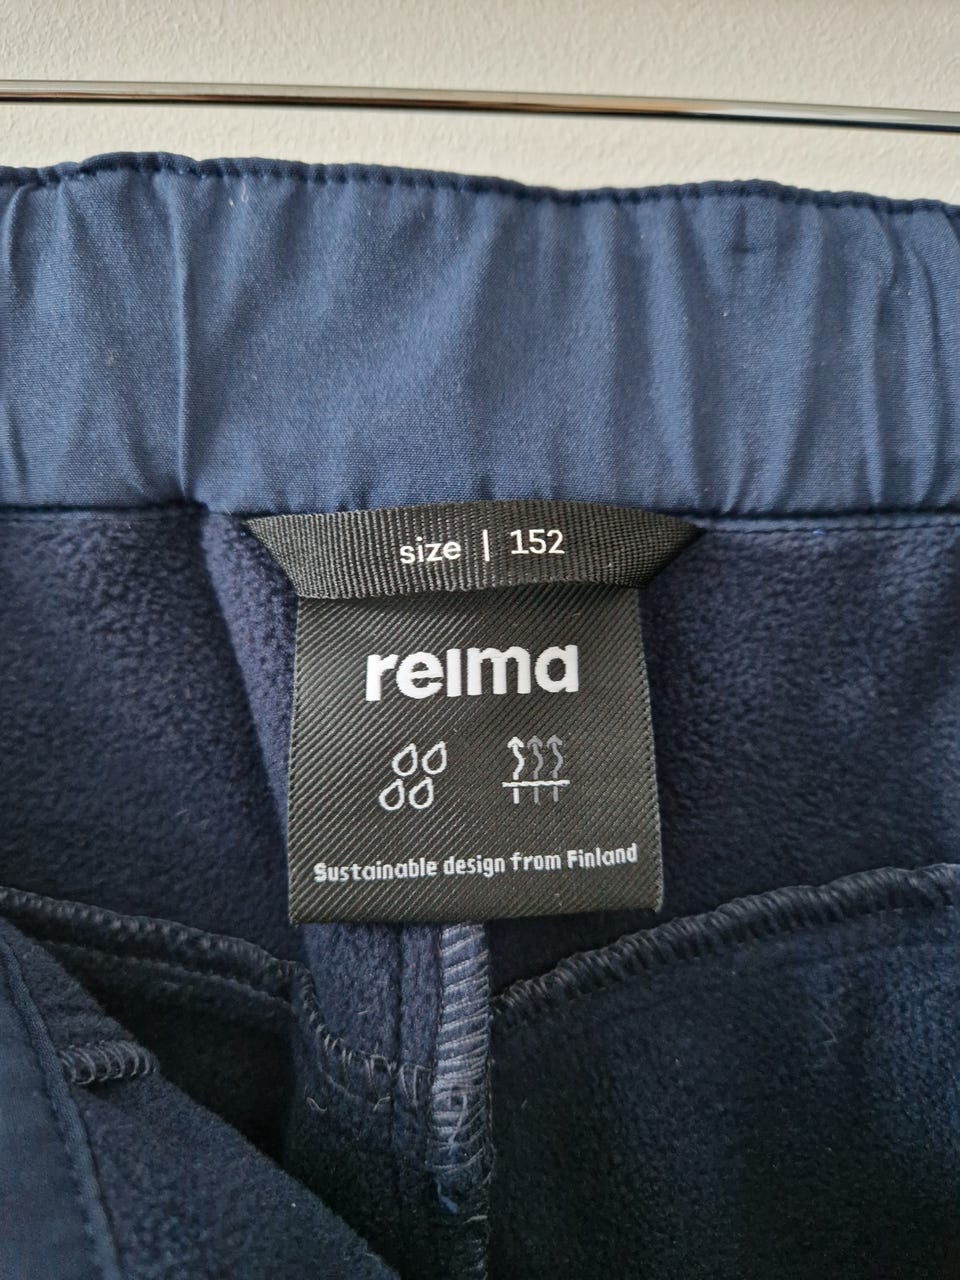 size | 152
reima
Sustainable design from Finland